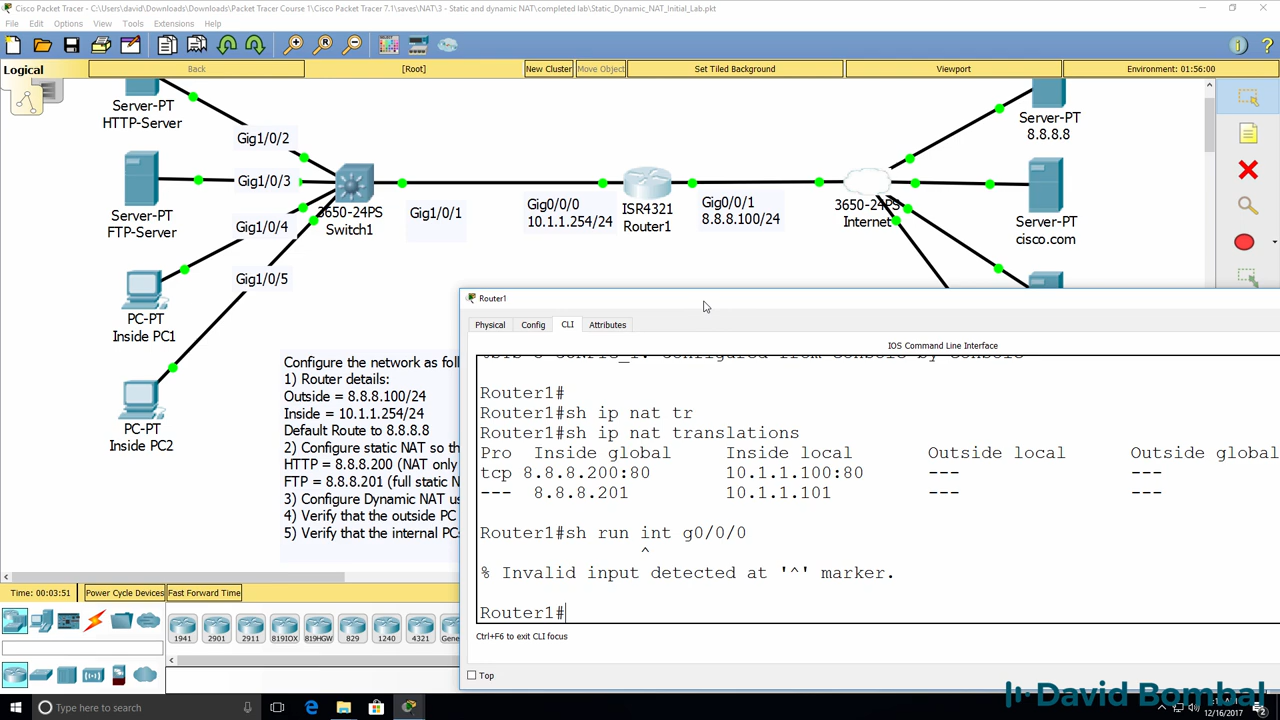 Cisco Packet Tracer - C:\Users\david\Downloads\Packet Tracer Course 1\Cisco Packet Tracer 7.1\saves\NAT\3 - Static and dynamic NAT\completed lab\Static_Dynamic_NAT_Initial_Lab.pkt
File Edit Options View Tools Extensions Help
Logical Back [Root] New Cluster Move Object Set Tiled Background Viewport Environment: 01:56:00
Server-PT
HTTP-Server
Gig1/0/2
Server-PT
8.8.8.8
Gig1/0/3
Server-PT
FTP-Server
Gig1/0/4
3650-24PS
Switch1
Gig1/0/1
Gig0/0/0
10.1.1.254/24
ISR4321
Router1
Gig0/0/1
8.8.8.100/24
3650-24PS
Internet
Server-PT
cisco.com
Gig1/0/5
PC-PT
Inside PC1
PC-PT
Inside PC2
Configure the network as foll
1) Router details:
Outside = 8.8.8.100/24
Inside = 10.1.1.254/24
Default Route to 8.8.8.8
2) Configure static NAT so th
HTTP = 8.8.8.200 (NAT only
FTP = 8.8.8.201 (full static N
3) Configure Dynamic NAT us
4) Verify that the outside PC
5) Verify that the internal PCs
Router1
Physical Config CLI Attributes
IOS Command Line Interface
Router1#
Router1#sh ip nat tr
Router1#sh ip nat translations
Pro Inside global Inside local Outside local Outside global
tcp 8.8.8.200:80 10.1.1.100:80 --- ---
--- 8.8.8.201 10.1.1.101 --- ---
Router1#sh run int g0/0/0
^
% Invalid input detected at '^' marker.
Router1#
Ctrl+F6 to exit CLI focus
Top
Time: 00:03:51 Power Cycle Devices Fast Forward Time
1941 2901 2911 819IOX 819HGW 829 1240 4321 Gene
Type here to search
12/16/2017
David Bombal